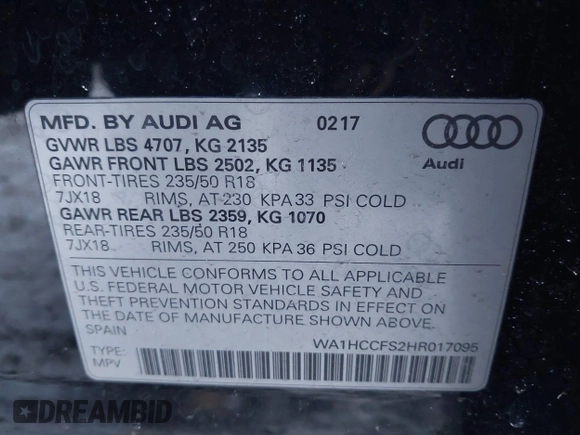 MFD. BY AUDI AG 0217
GVWR LBS 4707, KG 2135
GAWR FRONT LBS 2502, KG 1135
Audi
FRONT-TIRES 235/50 R18
7JX18 RIMS, AT 230 KPA 33 PSI COLD
GAWR REAR LBS 2359, KG 1070
REAR-TIRES 235/50 R18
7JX18 RIMS, AT 250 KPA 36 PSI COLD
THIS VEHICLE CONFORMS TO ALL APPLICABLE
U.S. FEDERAL MOTOR VEHICLE SAFETY AND
THEFT PREVENTION STANDARDS IN EFFECT ON
THE DATE OF MANUFACTURE SHOWN ABOVE.
SPAIN
WA1HCCFS2HR017095
TYPE:
MPV
DREAMBID